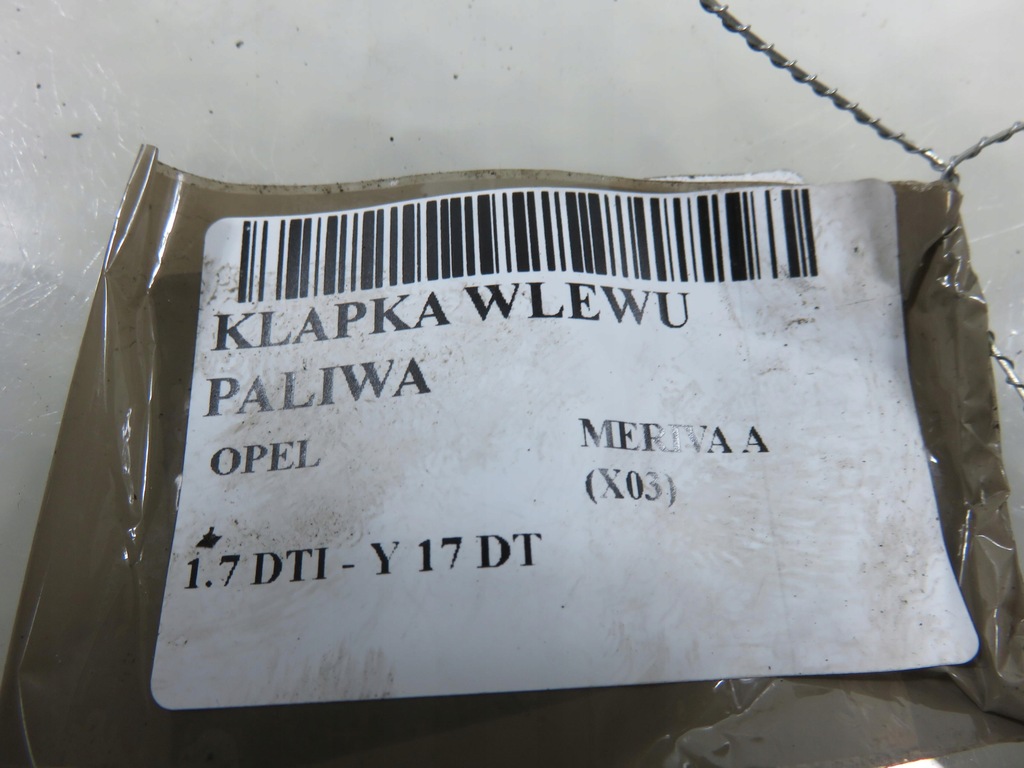 KLAPKA WLEWU
PALIWA
OPEL MERIVA A
(X03)
1.7 DTI - Y 17 DT